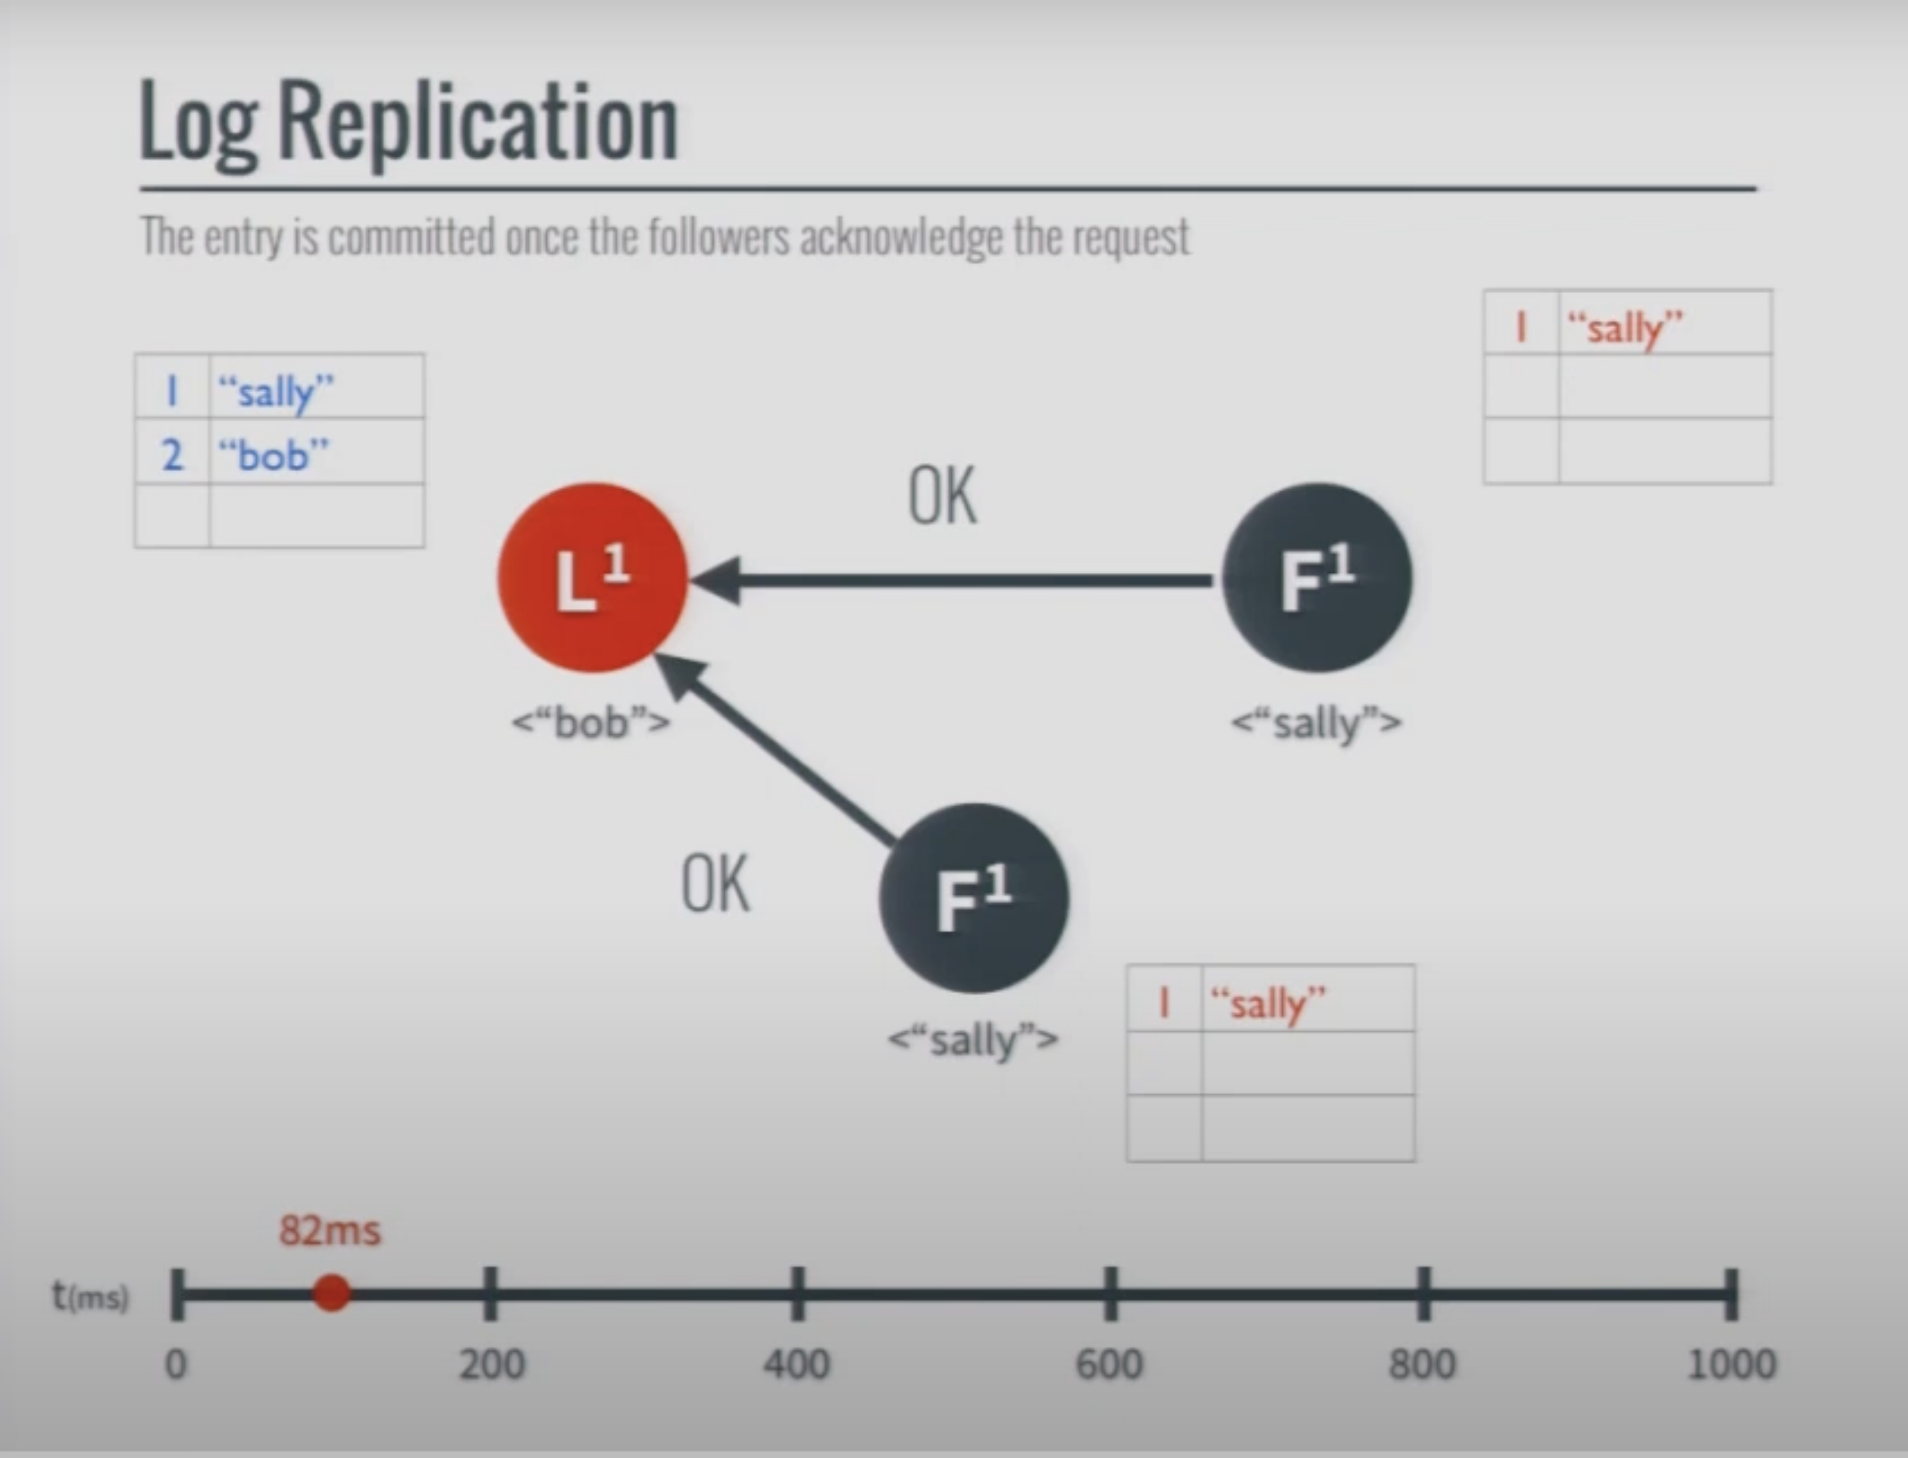 Log Replication
The entry is committed once the followers acknowledge the request
1 “sally”
1 “sally”
2 “bob”
OK
L¹
F¹
<“bob”>
<“sally”>
OK
F¹
<“sally”>
1 “sally”
82ms
t(ms)
0 200 400 600 800 1000